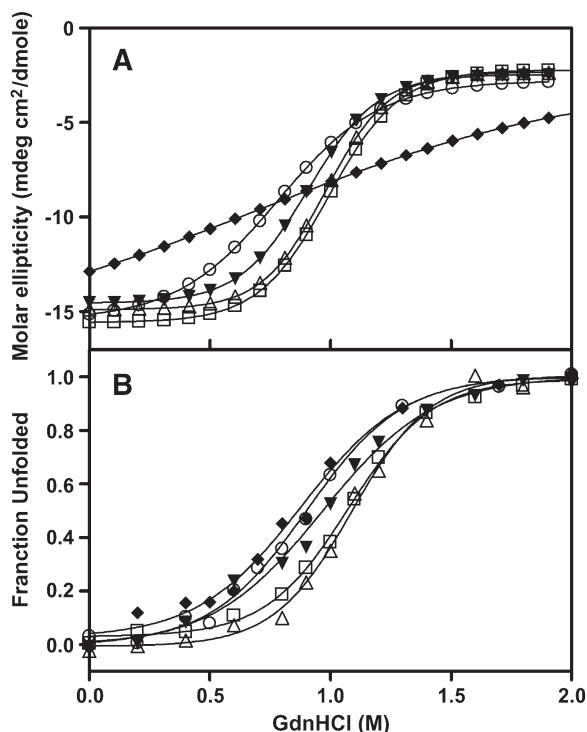 A
Molar ellipticity (mdeg cm²/dmole)
0
-5
-10
-15
B
Franction Unfolded
1.0
0.8
0.6
0.4
0.2
0.0
0.0 0.5 1.0 1.5 2.0
GdnHCl (M)